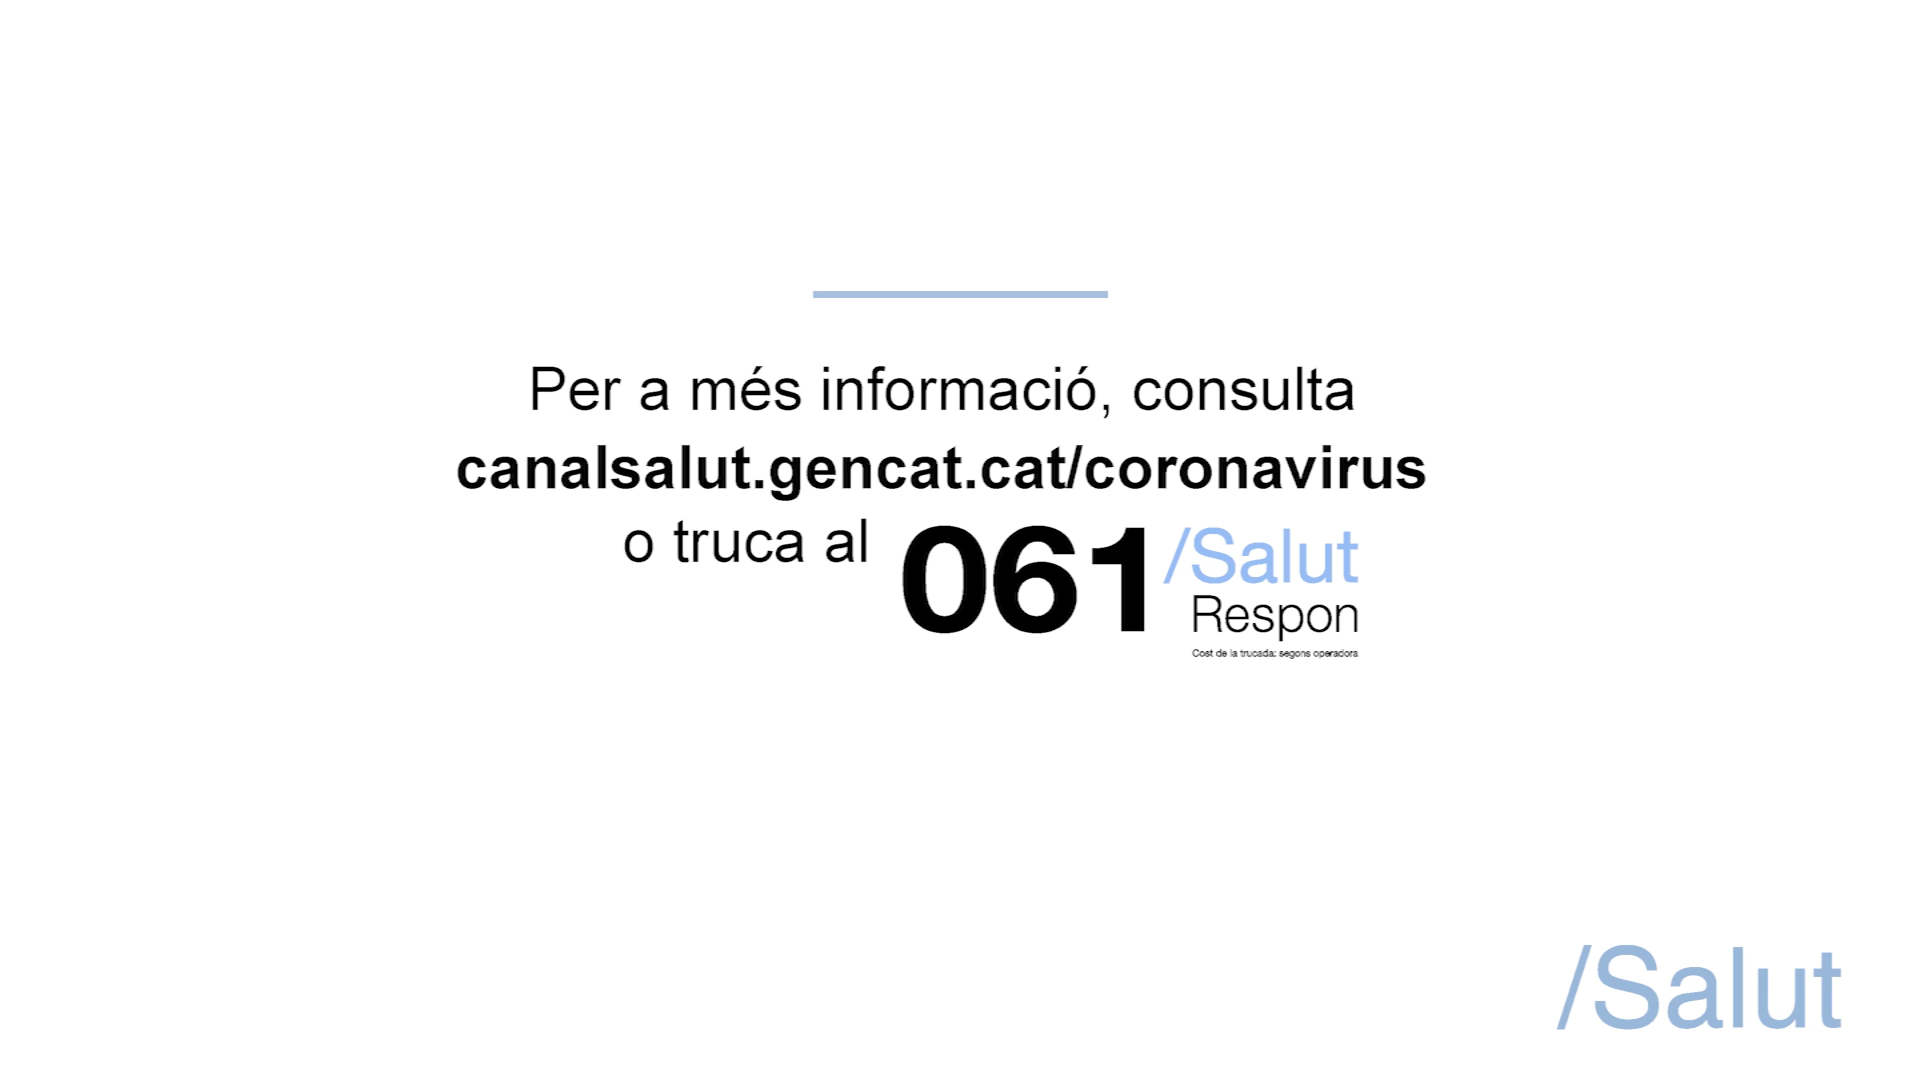 Per a més informació, consulta
canalsalut.gencat.cat/coronavirus
o truca al 061 /Salut
Respon
Cost de la trucada: segons operadora
/Salut